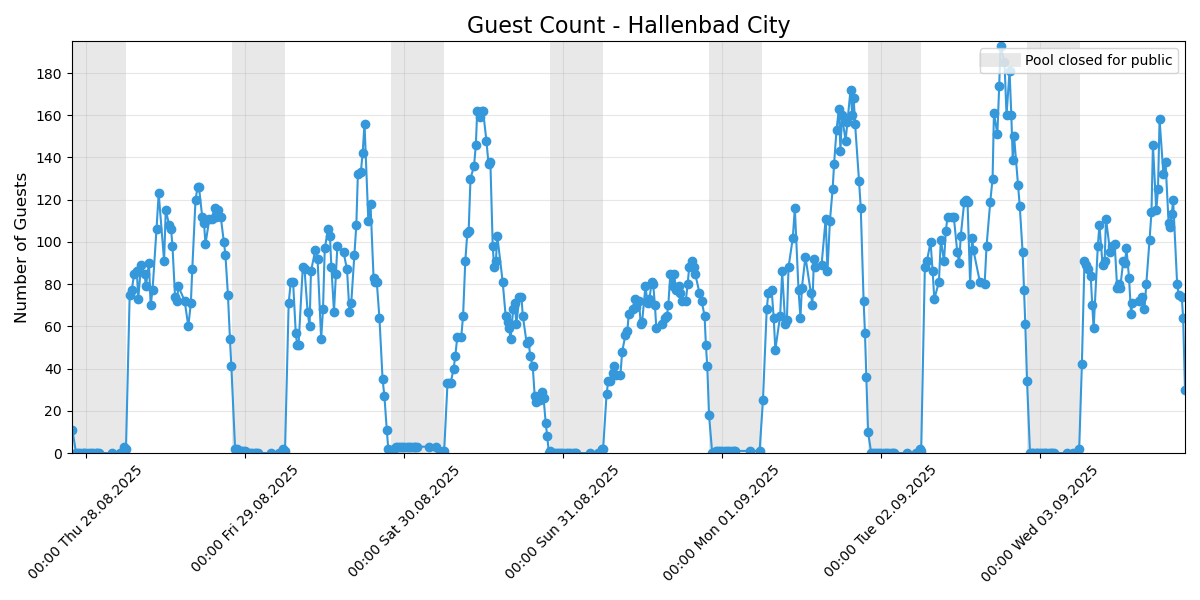 Guest Count - Hallenbad City
Pool closed for public
Number of Guests
180
160
140
120
100
80
60
40
20
0
00:00 Thu 28.08.2025
00:00 Fri 29.08.2025
00:00 Sat 30.08.2025
00:00 Sun 31.08.2025
00:00 Mon 01.09.2025
00:00 Tue 02.09.2025
00:00 Wed 03.09.2025